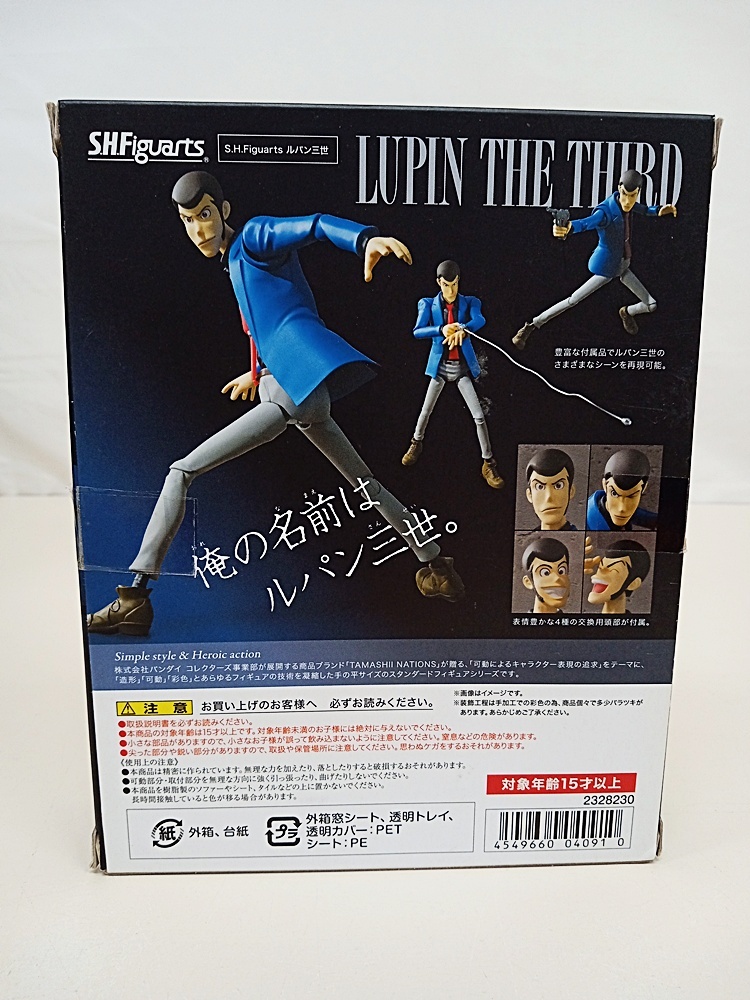 S.H.Figuarts®
S.H.Figuarts ルパン三世
LUPIN THE THIRD
豊富な付属品でルパン三世の
さまざまなシーンを再現可能。
俺の名前は
ルパン三世。
表情豊かな4種の交換用頭部が付属。
Simple style & Heroic action
株式会社バンダイ コレクターズ事業部が展開する商品ブランド「TAMASHII NATIONS」が贈る、「可動によるキャラクター表現の追求」をテーマに、
「造形」「可動」「彩色」とあらゆるフィギュアの技術を凝縮した手の平サイズのスタンダードフィギュアシリーズです。
注意 お買い上げのお客様へ 必ずお読みください。
●取扱説明書を必ずお読みください。
●本商品の対象年齢は15才以上です。対象年齢未満のお子様には絶対に与えないでください。
●小さな部品がありますので、小さなお子様が誤って飲み込まないように注意してください。窒息などの危険があります。
●尖った部分や鋭い部分がありますので、取扱や保管場所に注意してください。思わぬケガをするおそれがあります。
《使用上の注意》
●本商品は精密に作られています。無理な力を加えたり、落としたりすると破損するおそれがあります。
●可動部分・取付部分を無理な方向に強く引っ張ったり、曲げたりしないでください。
●本商品を樹脂製のソファーやシート、タイルなどの上に置かないでください。
長時間接触していると色が移る場合があります。
※画像はイメージです。
※装飾工程は手加工での彩色の為、商品個々で多少バラツキが
あります。あらかじめご了承ください。
対象年齢15才以上
2328230
紙 外箱、台紙
プラ 外箱窓シート、透明トレイ、
透明カバー:PET
シート:PE
4549660 04091 0